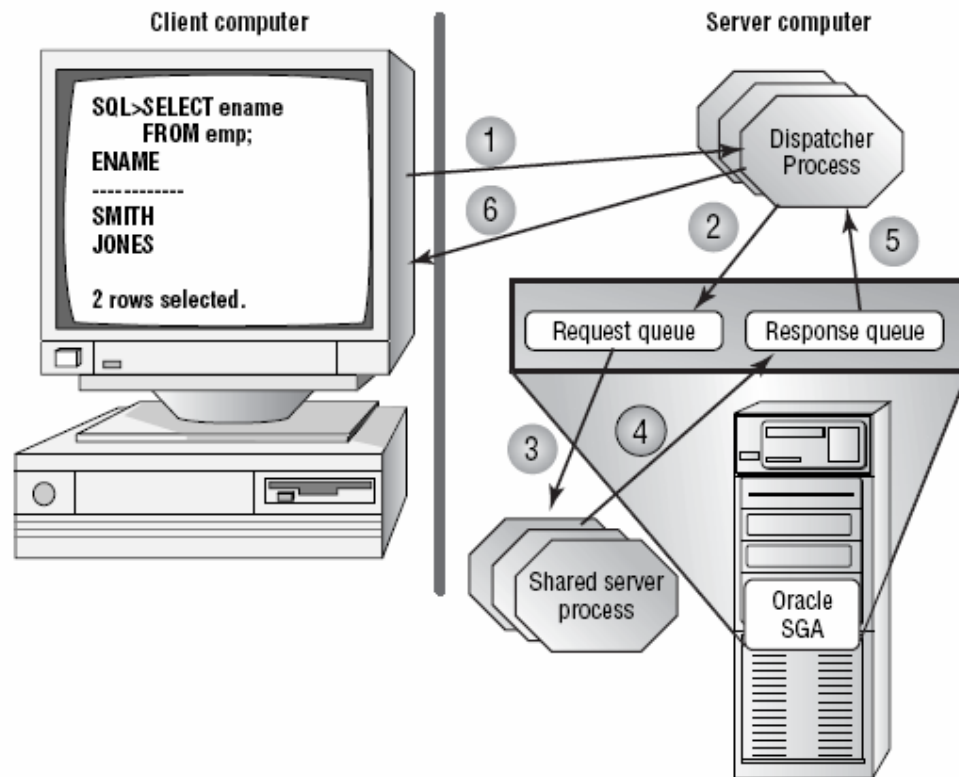 Client computer
Server computer
SQL>SELECT ename
FROM emp;
ENAME
------------
SMITH
JONES
2 rows selected.
1
6
Dispatcher
Process
2
5
Request queue
Response queue
3
4
Shared server
process
Oracle
SGA